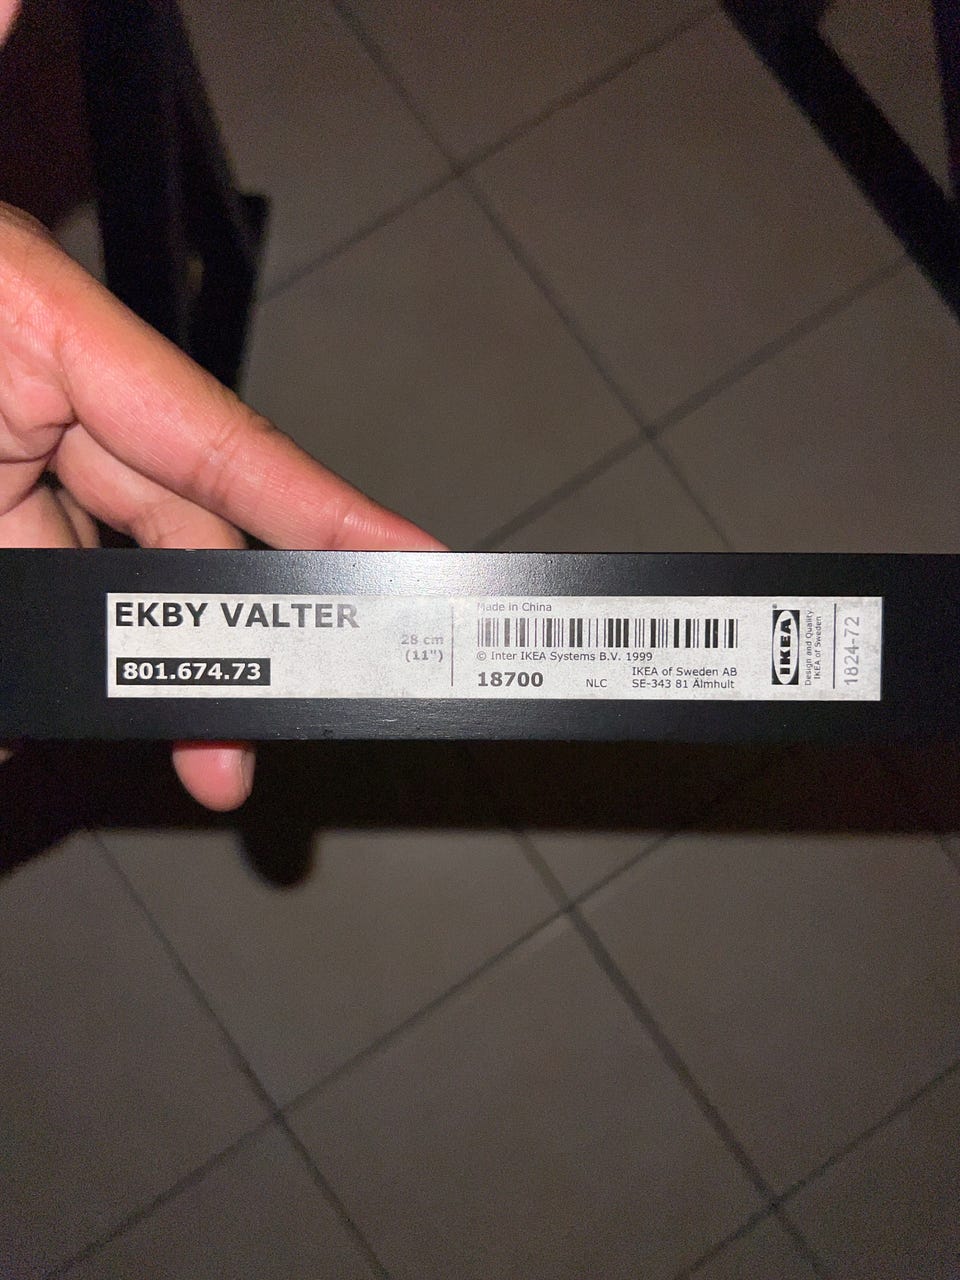 EKBY VALTER
28 cm
(11")
801.674.73
Made in China
© Inter IKEA Systems B.V. 1999
18700
NLC
IKEA of Sweden AB
SE-343 81 Älmhult
IKEA®
Design and Quality
IKEA of Sweden
1824-72